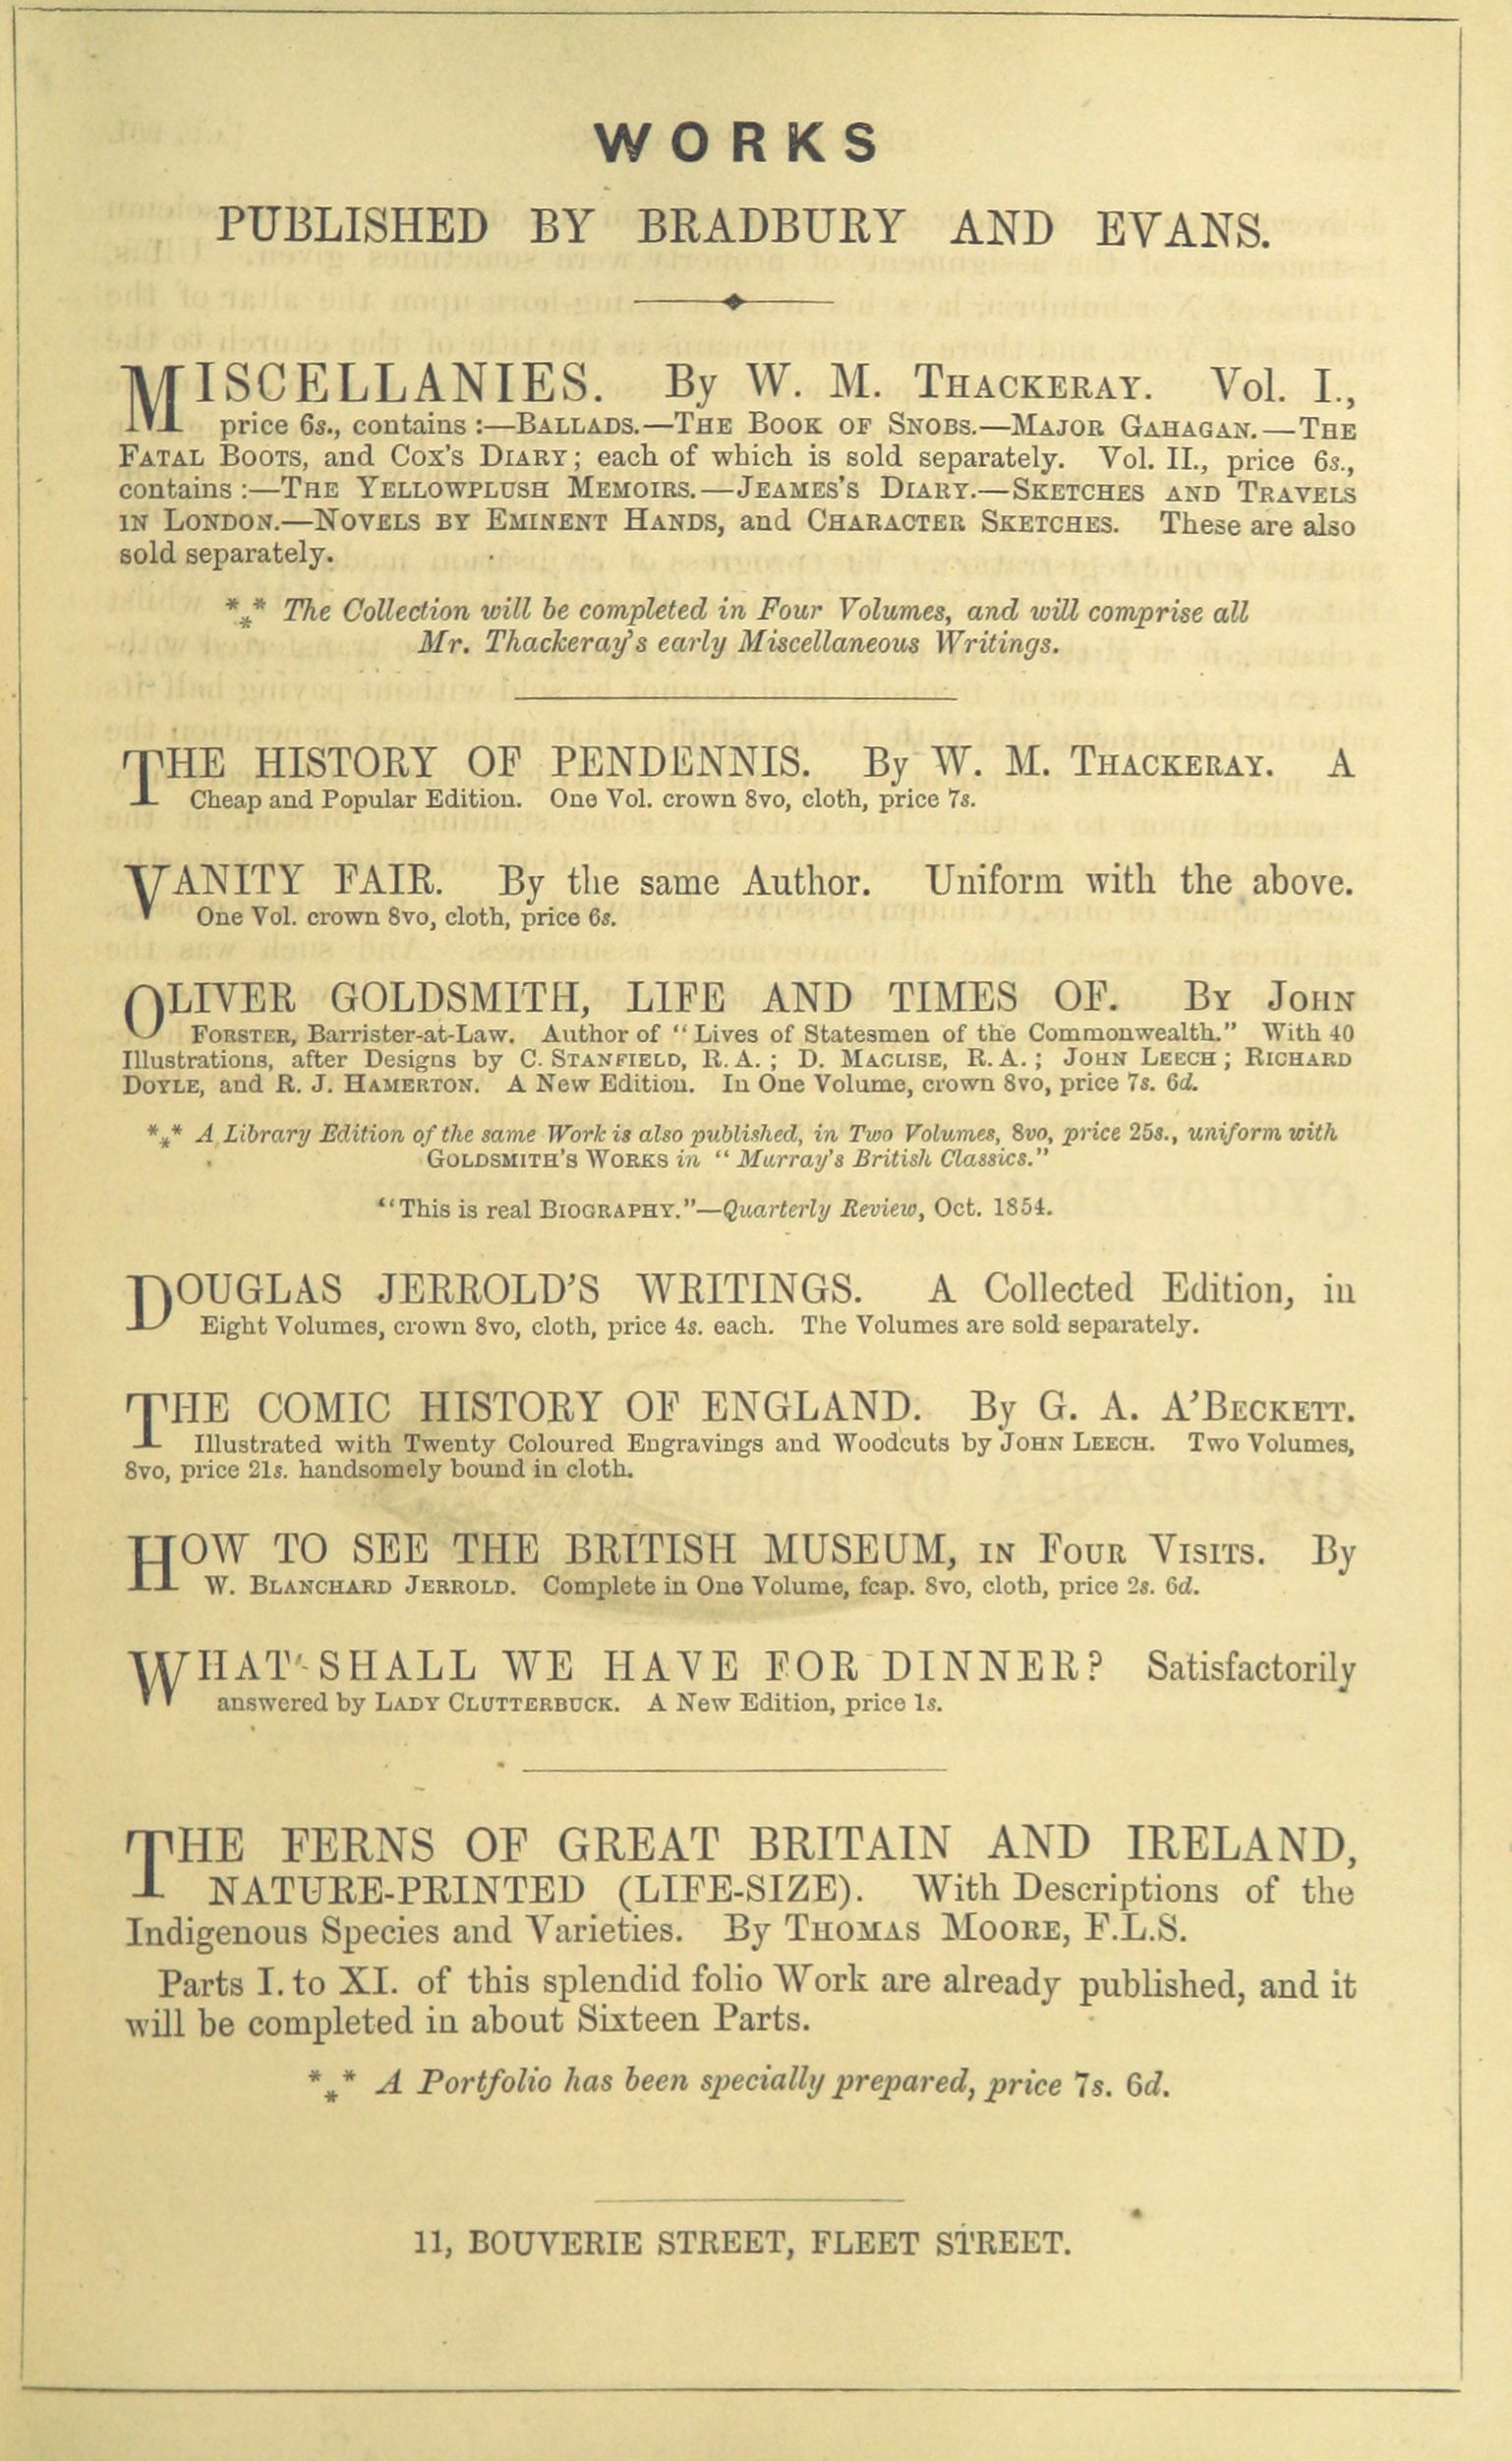 WORKS
PUBLISHED BY BRADBURY AND EVANS.
MISCELLANIES. By W. M. THACKERAY. Vol. I.,
price 6s., contains :—BALLADS.—THE BOOK OF SNOBS.—MAJOR GAHAGAN.—THE
FATAL BOOTS, and COX'S DIARY; each of which is sold separately. Vol. II., price 6s.,
contains :—THE YELLOWPLUSH MEMOIRS.—JEAMES'S DIARY.—SKETCHES AND TRAVELS
IN LONDON.—NOVELS BY EMINENT HANDS, and CHARACTER SKETCHES. These are also
sold separately.
*⁎* The Collection will be completed in Four Volumes, and will comprise all
Mr. Thackeray's early Miscellaneous Writings.
THE HISTORY OF PENDENNIS. By W. M. THACKERAY. A
Cheap and Popular Edition. One Vol. crown 8vo, cloth, price 7s.
VANITY FAIR. By the same Author. Uniform with the above.
One Vol. crown 8vo, cloth, price 6s.
OLIVER GOLDSMITH, LIFE AND TIMES OF. BY JOHN
FORSTER, Barrister-at-Law. Author of "Lives of Statesmen of the Commonwealth." With 40
Illustrations, after Designs by C. STANFIELD, R.A.; D. MACLISE, R.A.; JOHN LEECH; RICHARD
DOYLE, and R. J. HAMERTON. A New Edition. In One Volume, crown 8vo, price 7s. 6d.
*⁎* A Library Edition of the same Work is also published, in Two Volumes, 8vo, price 25s., uniform with
GOLDSMITH'S WORKS in "Murray's British Classics."
"This is real BIOGRAPHY."—Quarterly Review, Oct. 1854.
DOUGLAS JERROLD'S WRITINGS. A Collected Edition, in
Eight Volumes, crown 8vo, cloth, price 4s. each. The Volumes are sold separately.
THE COMIC HISTORY OF ENGLAND. By G. A. A'BECKETT.
Illustrated with Twenty Coloured Engravings and Woodcuts by JOHN LEECH. Two Volumes,
8vo, price 21s. handsomely bound in cloth.
HOW TO SEE THE BRITISH MUSEUM, IN FOUR VISITS. By
W. BLANCHARD JERROLD. Complete in One Volume, fcap. 8vo, cloth, price 2s. 6d.
WHAT SHALL WE HAVE FOR DINNER? Satisfactorily
answered by LADY CLUTTERBUCK. A New Edition, price 1s.
THE FERNS OF GREAT BRITAIN AND IRELAND,
NATURE-PRINTED (LIFE-SIZE). With Descriptions of the
Indigenous Species and Varieties. By THOMAS MOORE, F.L.S.
Parts I. to XI. of this splendid folio Work are already published, and it
will be completed in about Sixteen Parts.
*⁎* A Portfolio has been specially prepared, price 7s. 6d.
11, BOUVERIE STREET, FLEET STREET.